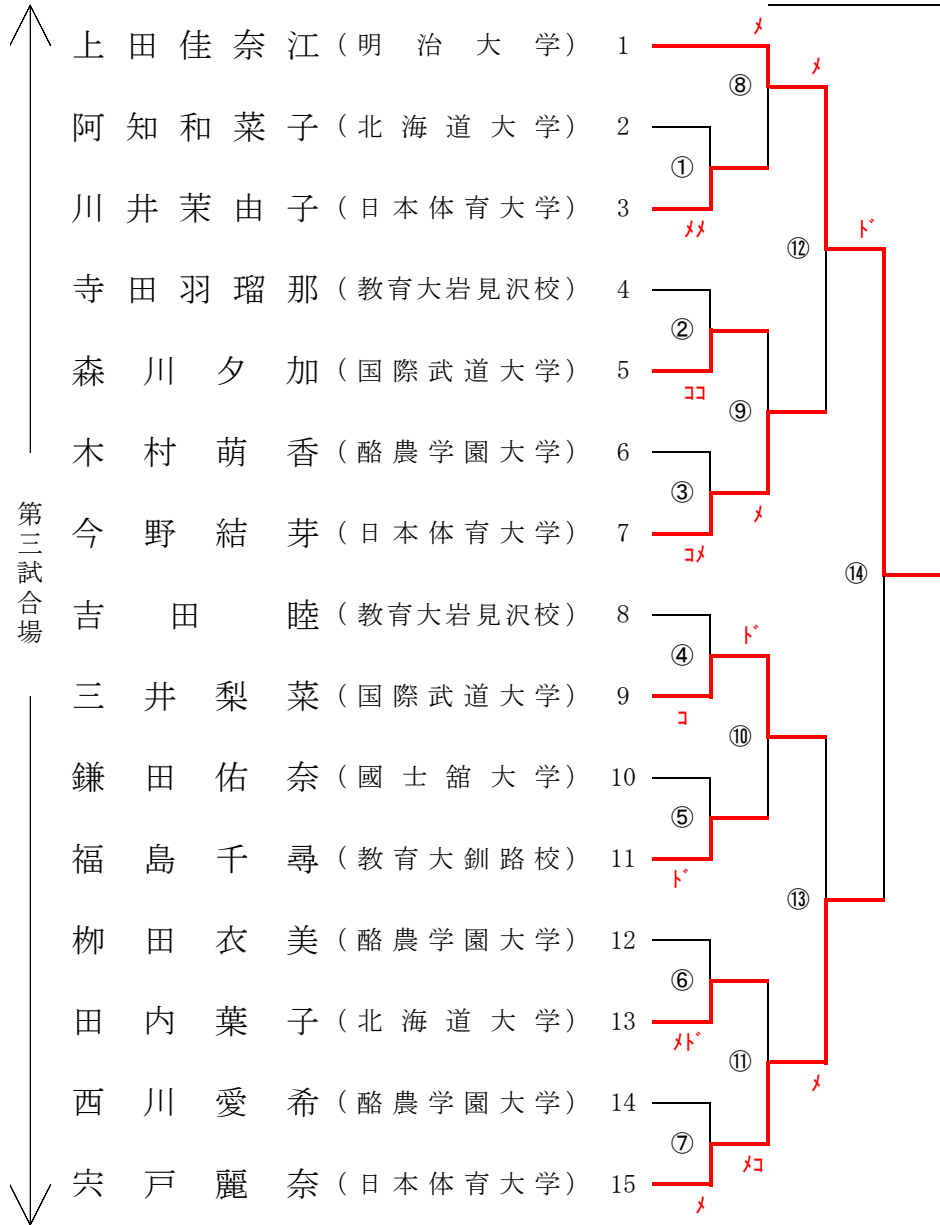 上田佳奈江(明治大学) 1
阿知和菜子(北海道大学) 2
川井茉由子(日本体育大学) 3
寺田羽瑠那(教育大岩見沢校) 4
森川夕加(国際武道大学) 5
木村萌香(酪農学園大学) 6
今野結芽(日本体育大学) 7
吉田睦(教育大岩見沢校) 8
三井梨菜(国際武道大学) 9
鎌田佑奈(國士舘大学) 10
福島千尋(教育大釧路校) 11
栁田衣美(酪農学園大学) 12
田内葉子(北海道大学) 13
西川愛希(酪農学園大学) 14
宍戸麗奈(日本体育大学) 15
第三試合場
メ
⑧
①
メメ
②
ココ
⑨
③
コメ
メ
④
コ
ド
⑩
⑤
ド
⑥
メド
⑪
⑦
メ
メコ
メ
⑫
⑬
メ
ド
⑭